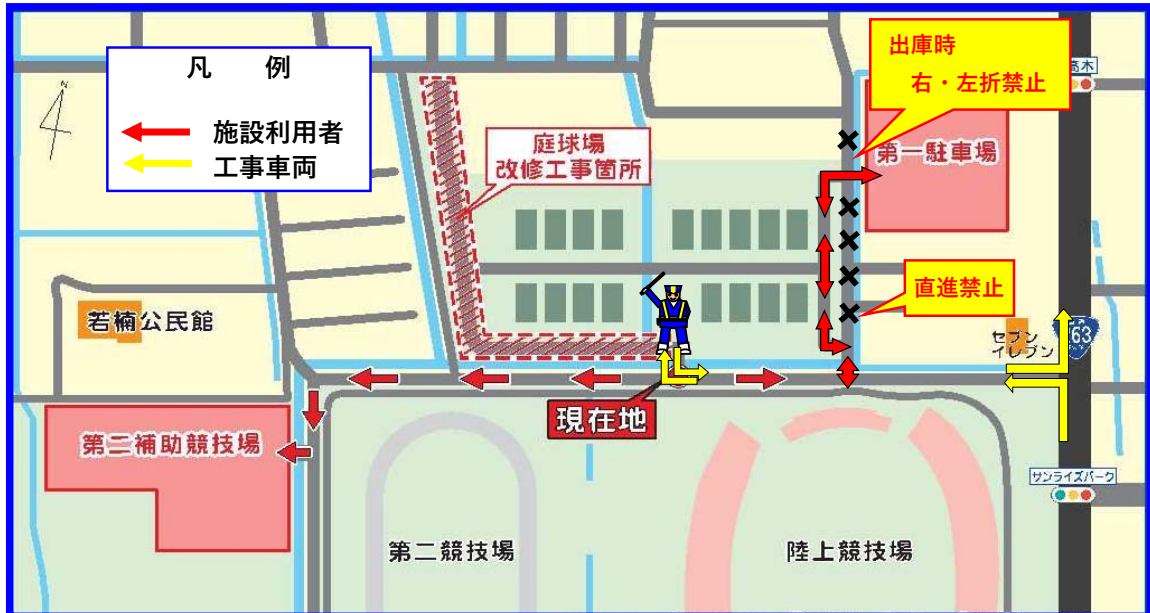 凡 例
施設利用者
工事車両
出庫時
右・左折禁止
高木
庭球場
改修工事箇所
第一駐車場
直進禁止
若楠公民館
セブン
イレブン
263
現在地
第二補助競技場
サンライズパーク
第二競技場
陸上競技場